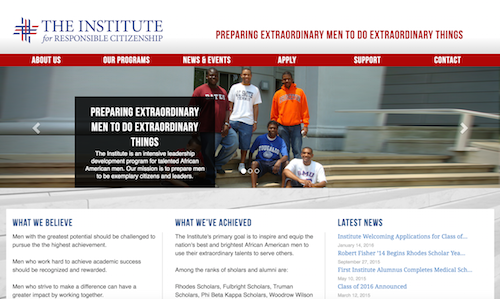 THE INSTITUTE
for RESPONSIBLE CITIZENSHIP
PREPARING EXTRAORDINARY MEN TO DO EXTRAORDINARY THINGS
ABOUT US OUR PROGRAMS NEWS & EVENTS APPLY SUPPORT CONTACT
PREPARING EXTRAORDINARY
MEN TO DO EXTRAORDINARY
THINGS
The Institute is an intensive leadership
development program for talented African
American men. Our mission is to prepare men
to be exemplary citizens and leaders.
WHAT WE BELIEVE
Men with the greatest potential should be challenged to
pursue the the highest achievement.
Men who work hard to achieve academic success
should be recognized and rewarded.
Men who strive to make a difference can have a
greater impact by working together.
WHAT WE'VE ACHIEVED
The Institute's primary goal is to inspire and equip the
nation's best and brightest African American men to
use their extraordinary talents to serve others.
Among the ranks of scholars and alumni are:
Rhodes Scholars, Fulbright Scholars, Truman
Scholars, Phi Beta Kappa Scholars, Woodrow Wilson
LATEST NEWS
Institute Welcoming Applications for Class of...
January 14, 2016
Robert Fisher '14 Begins Rhodes Scholar Yea...
September 27, 2015
First Institute Alumnus Completes Medical Sch...
May 16, 2015
Class of 2016 Announced
March 10, 2015